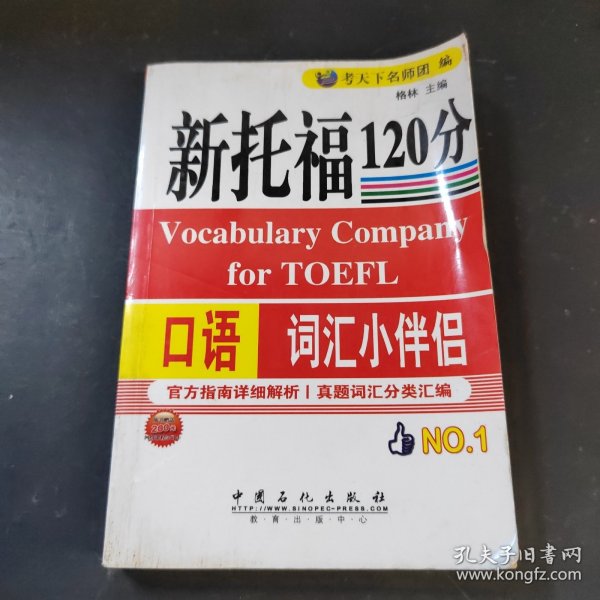 考天下名师团 编
格林 主编
新托福120分
Vocabulary Company
for TOEFL
口语 词汇小伴侣
官方指南详细解析 | 真题词汇分类汇编
NO.1
中国石化出版社
HTTP://WWW.SINOPEC-PRESS.COM
教·育·出·版·中·心
孔夫子旧书网
www.kongfz.com